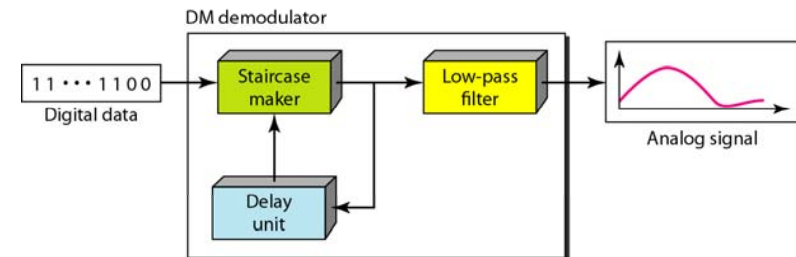 DM demodulator
11 ··· 1100
Digital data
Staircase
maker
Low-pass
filter
Analog signal
Delay
unit